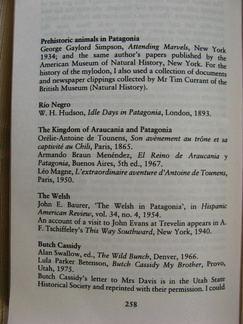 Prehistoric animals in Patagonia
George Gaylord Simpson, Attending Marvels, New York
1934; and the same author's papers published by the
American Museum of Natural History, New York. For the
history of the mylodon, I also used a collection of documents
and newspaper clippings collected by Mr Tim Currant of the
British Museum (Natural History).
Río Negro
W. H. Hudson, Idle Days in Patagonia, London, 1893.
The Kingdom of Araucania and Patagonia
Orélie-Antoine de Tounens, Son avènement au trône et sa
captivité au Chili, Paris, 1865.
Armando Braun Menéndez, El Reino de Araucania y
Patagonia, Buenos Aires, 5th ed., 1967.
Léo Magne, L'extraordinaire aventure d'Antoine de Tounens,
Paris, 1950.
The Welsh
John E. Baurer, 'The Welsh in Patagonia', in Hispanic
American Review, vol. 34, no. 4, 1954.
An account of a visit to John Evans at Trevelin appears in A.
F. Tschiffeley's This Way Southward, New York, 1940.
Butch Cassidy
Alan Swallow, ed., The Wild Bunch, Denver, 1966.
Lula Parker Betenson, Butch Cassidy My Brother, Provo,
Utah, 1975.
Butch Cassidy's letter to Mrs Davis is in the Utah State
Historical Society and reprinted with their permission. I could
258